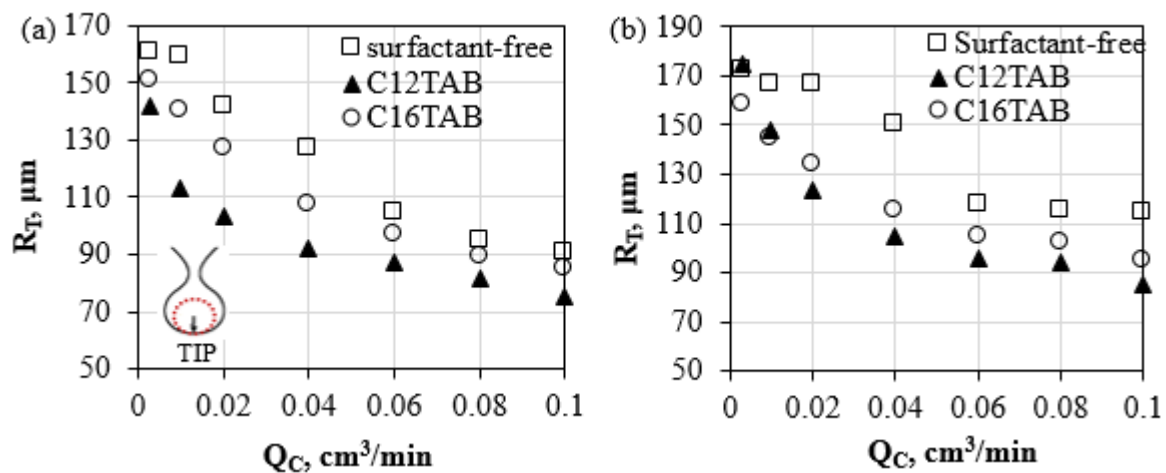 (a)
170
150
130
110
90
70
50
R_T, μm
surfactant-free
C12TAB
C16TAB
TIP
0 0.02 0.04 0.06 0.08 0.1
Q_C, cm³/min
(b)
190
170
150
130
110
90
70
50
R_T, μm
Surfactant-free
C12TAB
C16TAB
0 0.02 0.04 0.06 0.08 0.1
Q_C, cm³/min